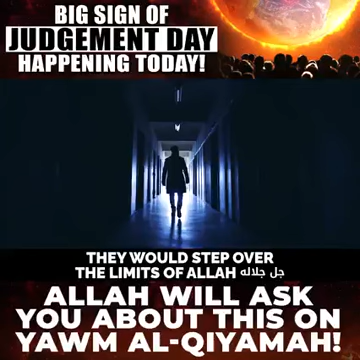 BIG SIGN OF
JUDGEMENT DAY
HAPPENING TODAY!
THEY WOULD STEP OVER
THE LIMITS OF ALLAH جل جلاله
ALLAH WILL ASK
YOU ABOUT THIS ON
YAWM AL-QIYAMAH!